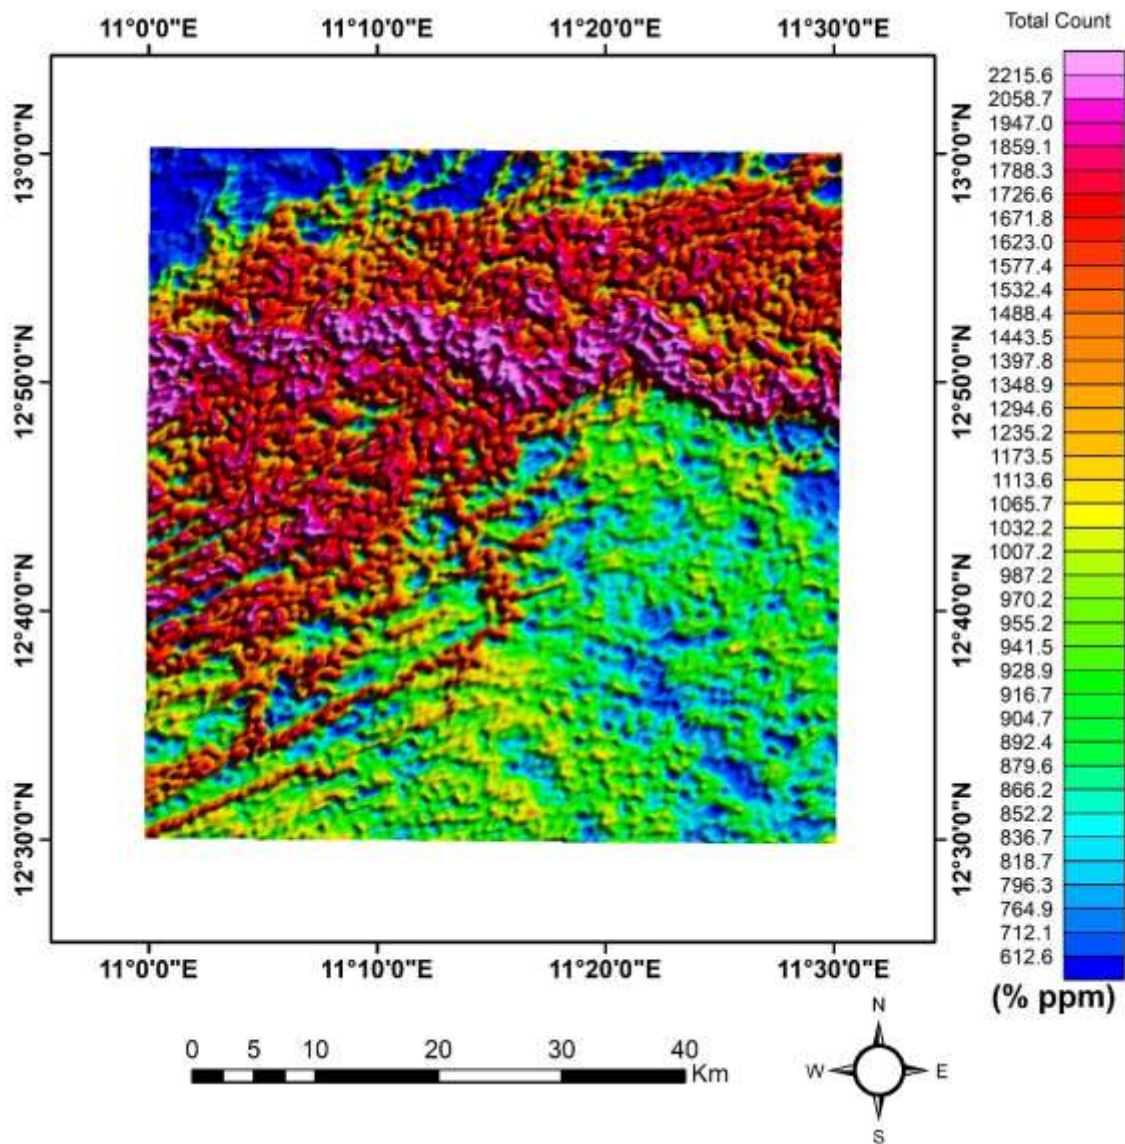 11°0'0"E 11°10'0"E 11°20'0"E 11°30'0"E
Total Count
13°0'0"N
12°50'0"N
12°40'0"N
12°30'0"N
13°0'0"N
12°50'0"N
12°40'0"N
12°30'0"N
2215.6
2058.7
1947.0
1859.1
1788.3
1726.6
1671.8
1623.0
1577.4
1532.4
1488.4
1443.5
1397.8
1348.9
1294.6
1235.2
1173.5
1113.6
1065.7
1032.2
1007.2
987.2
970.2
955.2
941.5
928.9
916.7
904.7
892.4
879.6
866.2
852.2
836.7
818.7
796.3
764.9
712.1
612.6
(% ppm)
11°0'0"E 11°10'0"E 11°20'0"E 11°30'0"E
0 5 10 20 30 40
Km
N
W E
S